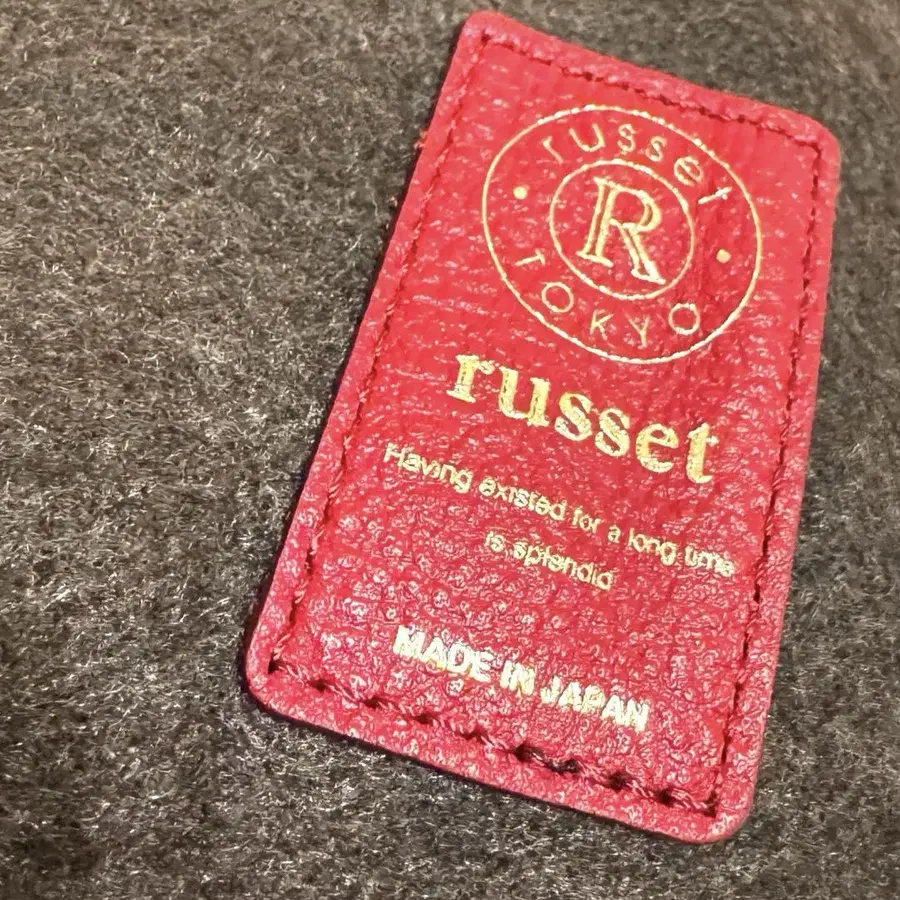 russet
R
TOKYO
russet
Having existed for a long time
is splendid
MADE IN JAPAN